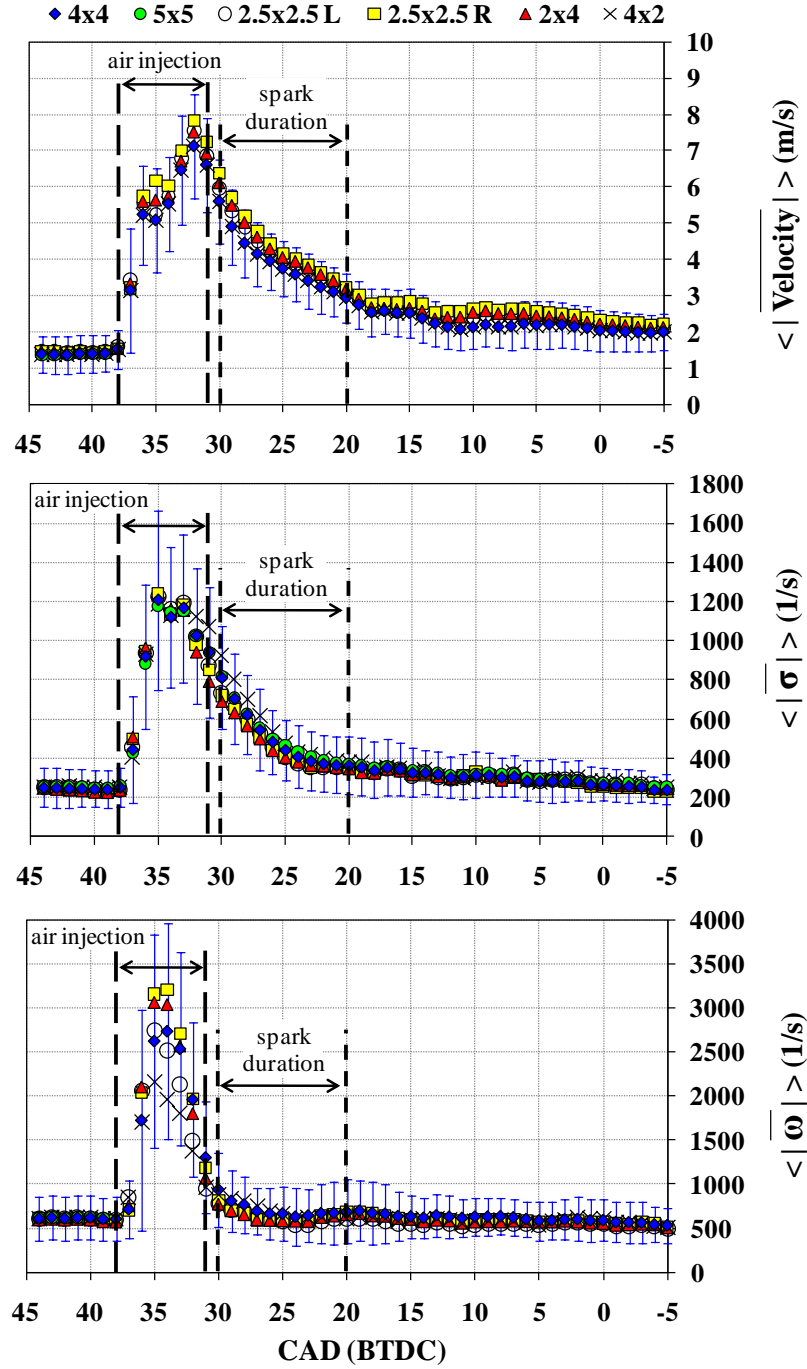 4x4 5x5 2.5x2.5 L 2.5x2.5 R 2x4 4x2
10
air injection
9
spark
duration
8
7
6
5
4
3
2
1
0
< | Velocity | > (m/s)
45 40 35 30 25 20 15 10 5 0 -5
1800
air injection
1600
1400
spark
duration
1200
1000
800
600
400
200
0
< | σ | > (1/s)
45 40 35 30 25 20 15 10 5 0 -5
4000
air injection
3500
3000
spark
duration
2500
2000
1500
1000
500
0
< | ω | > (1/s)
45 40 35 30 25 20 15 10 5 0 -5
CAD (BTDC)